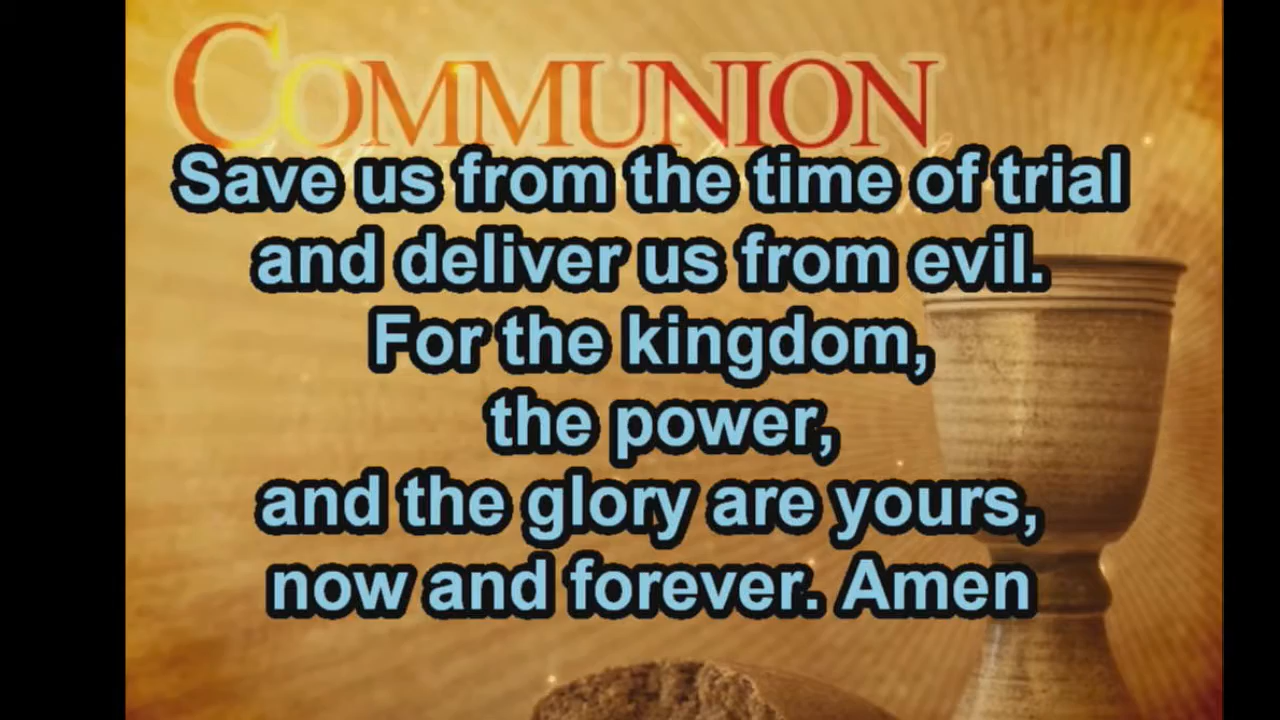 COMMUNION
Save us from the time of trial
and deliver us from evil.
For the kingdom,
the power,
and the glory are yours,
now and forever. Amen